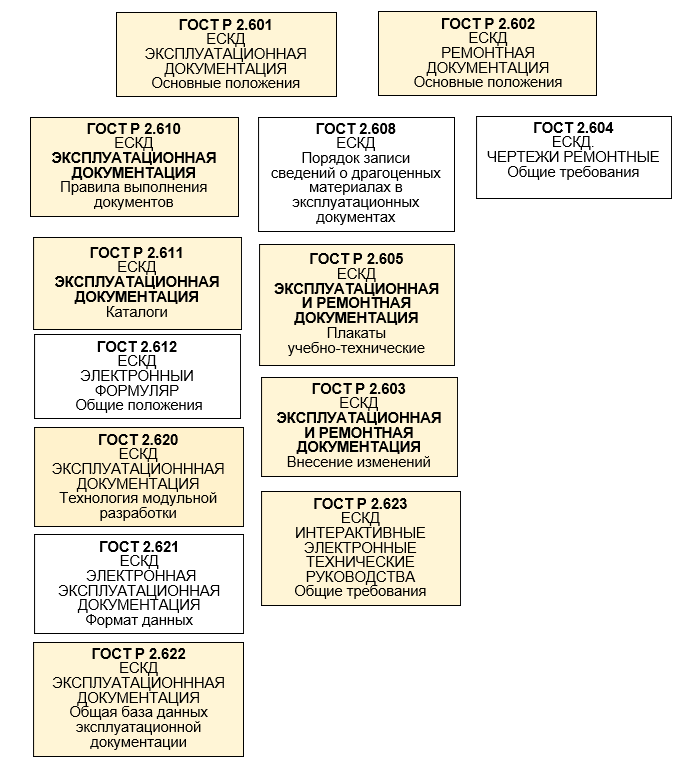 ГОСТ Р 2.601
ЕСКД
ЭКСПЛУАТАЦИОННАЯ
ДОКУМЕНТАЦИЯ
Основные положения
ГОСТ Р 2.602
ЕСКД
РЕМОНТНАЯ
ДОКУМЕНТАЦИЯ
Основные положения
ГОСТ Р 2.610
ЕСКД
ЭКСПЛУАТАЦИОННАЯ
ДОКУМЕНТАЦИЯ
Правила выполнения
документов
ГОСТ 2.608
ЕСКД
Порядок записи
сведений о драгоценных
материалах в
эксплуатационных
документах
ГОСТ 2.604
ЕСКД.
ЧЕРТЕЖИ РЕМОНТНЫЕ
Общие требования
ГОСТ Р 2.611
ЕСКД
ЭКСПЛУАТАЦИОННАЯ
ДОКУМЕНТАЦИЯ
Каталоги
ГОСТ Р 2.605
ЕСКД
ЭКСПЛУАТАЦИОННАЯ
И РЕМОНТНАЯ
ДОКУМЕНТАЦИЯ
Плакаты
учебно-технические
ГОСТ 2.612
ЕСКД
ЭЛЕКТРОННЫЙ
ФОРМУЛЯР
Общие положения
ГОСТ Р 2.603
ЕСКД
ЭКСПЛУАТАЦИОННАЯ
И РЕМОНТНАЯ
ДОКУМЕНТАЦИЯ
Внесение изменений
ГОСТ 2.620
ЕСКД
ЭКСПЛУАТАЦИОНННАЯ
ДОКУМЕНТАЦИЯ
Технология модульной
разработки
ГОСТ Р 2.623
ЕСКД
ИНТЕРАКТИВНЫЕ
ЭЛЕКТРОННЫЕ
ТЕХНИЧЕСКИЕ
РУКОВОДСТВА
Общие требования
ГОСТ 2.621
ЕСКД
ЭЛЕКТРОННАЯ
ЭКСПЛУАТАЦИОННАЯ
ДОКУМЕНТАЦИЯ
Формат данных
ГОСТ Р 2.622
ЕСКД
ЭКСПЛУАТАЦИОНННАЯ
ДОКУМЕНТАЦИЯ
Общая база данных
эксплуатационной
документации